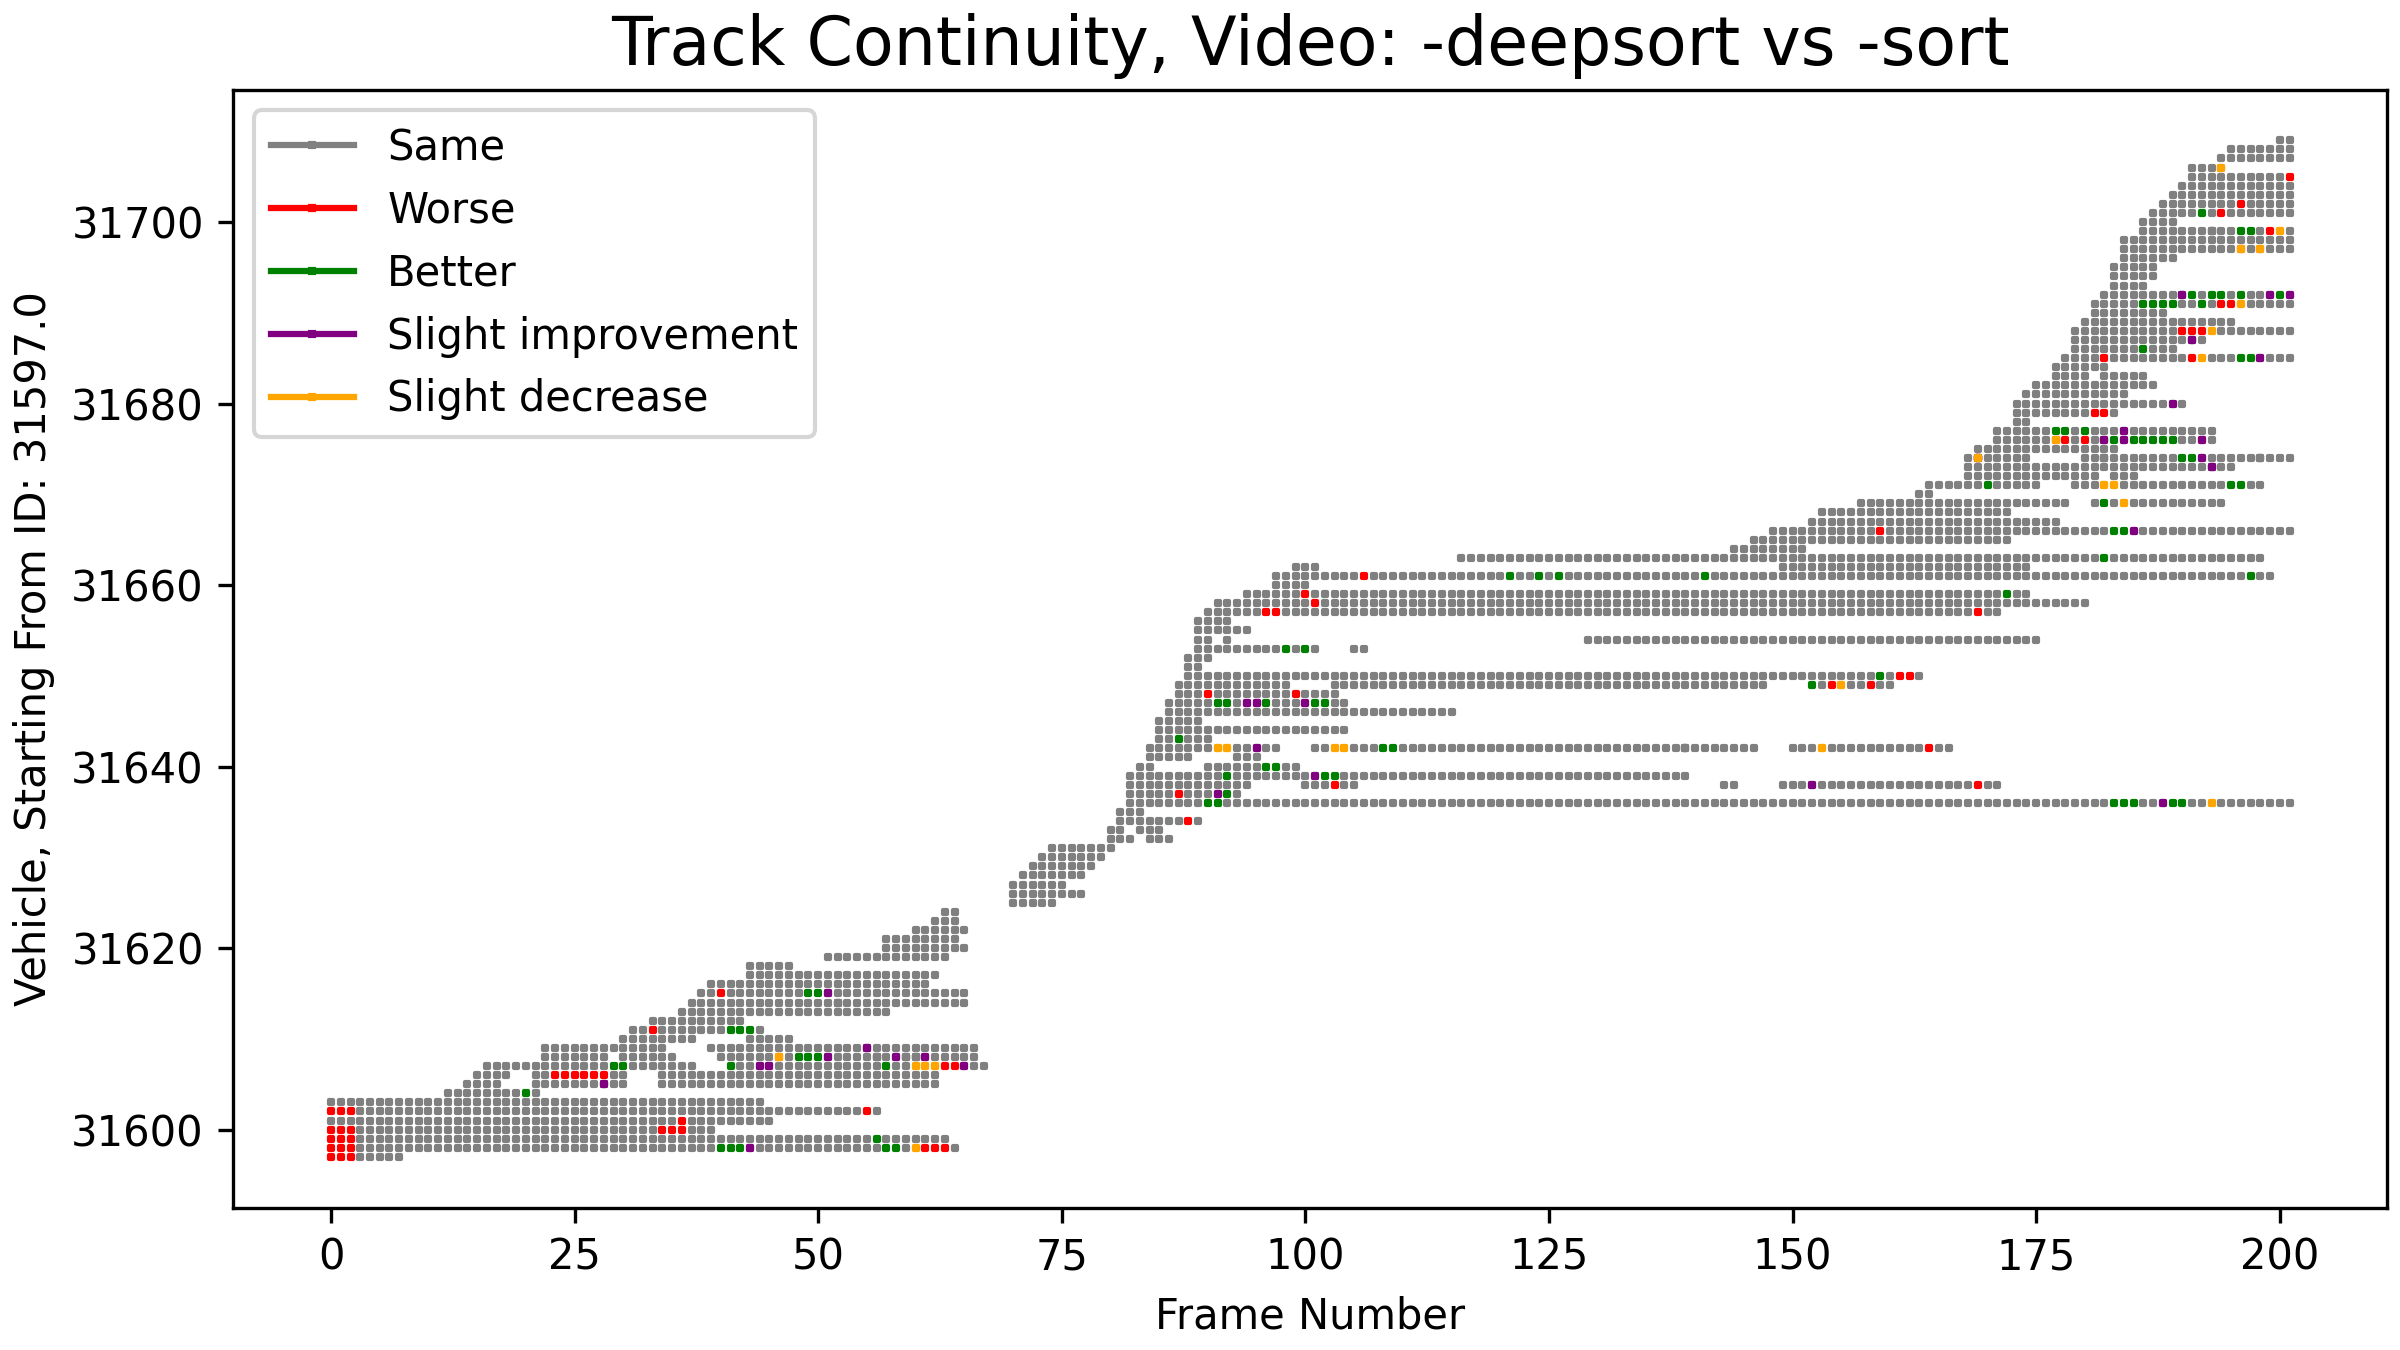 Track Continuity, Video: -deepsort vs -sort
Same
Worse
Better
Slight improvement
Slight decrease
Vehicle, Starting From ID: 31597.0
31700
31680
31660
31640
31620
31600
0 25 50 75 100 125 150 175 200
Frame Number